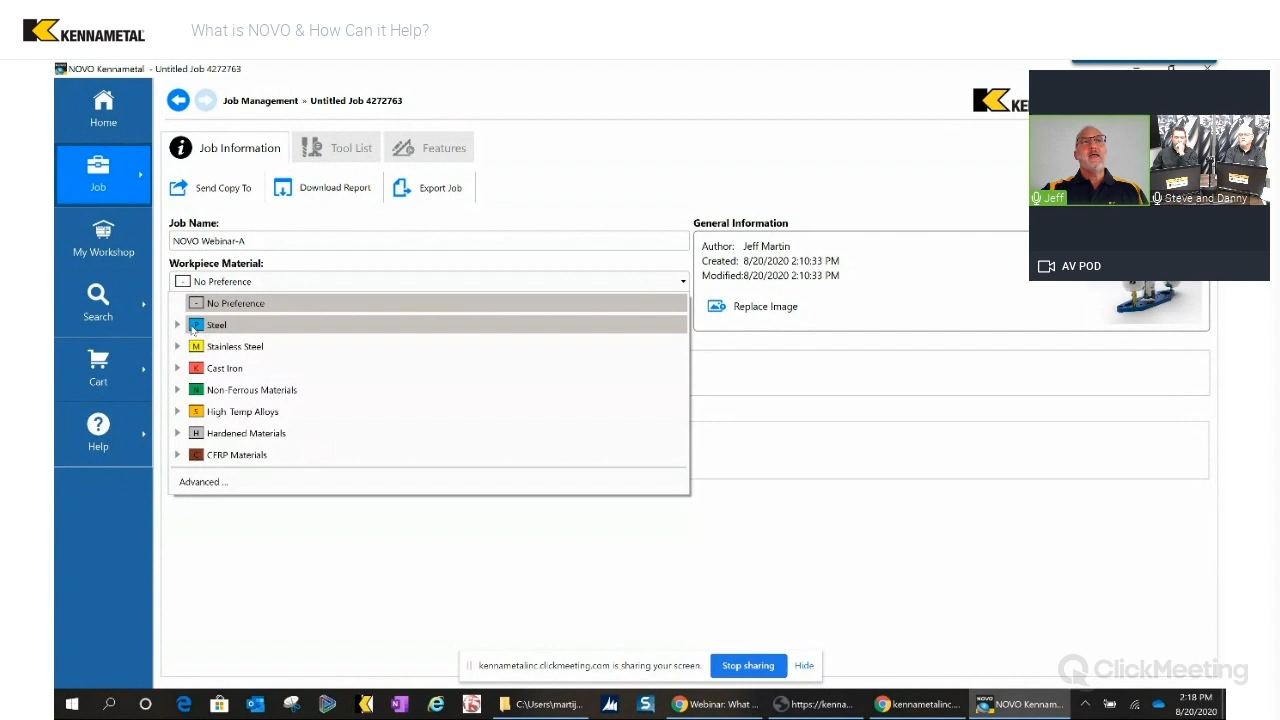 KENNAMETAL
What is NOVO & How Can it Help?
NOVO Kennametal - Untitled Job 4272763
Home
Job
My Workshop
Search
Cart
Help
Job Management » Untitled Job 4272763
KE
Job Information
Tool List
Features
Send Copy To
Download Report
Export Job
Job Name:
NOVO Webinar-A
Workpiece Material:
- No Preference
- No Preference
Steel
M Stainless Steel
K Cast Iron
N Non-Ferrous Materials
S High Temp Alloys
H Hardened Materials
C CFRP Materials
Advanced ...
General Information
Author: Jeff Martin
Created: 8/20/2020 2:10:33 PM
Modified:8/20/2020 2:10:33 PM
Replace Image
Jeff
Steve and Danny
AV POD
kennametalinc.clickmeeting.com is sharing your screen.
Stop sharing
Hide
ClickMeeting
C:\Users\martij...
Webinar: What ...
https://kenna...
kennametalinc....
NOVO Kennam...
2:18 PM
8/20/2020